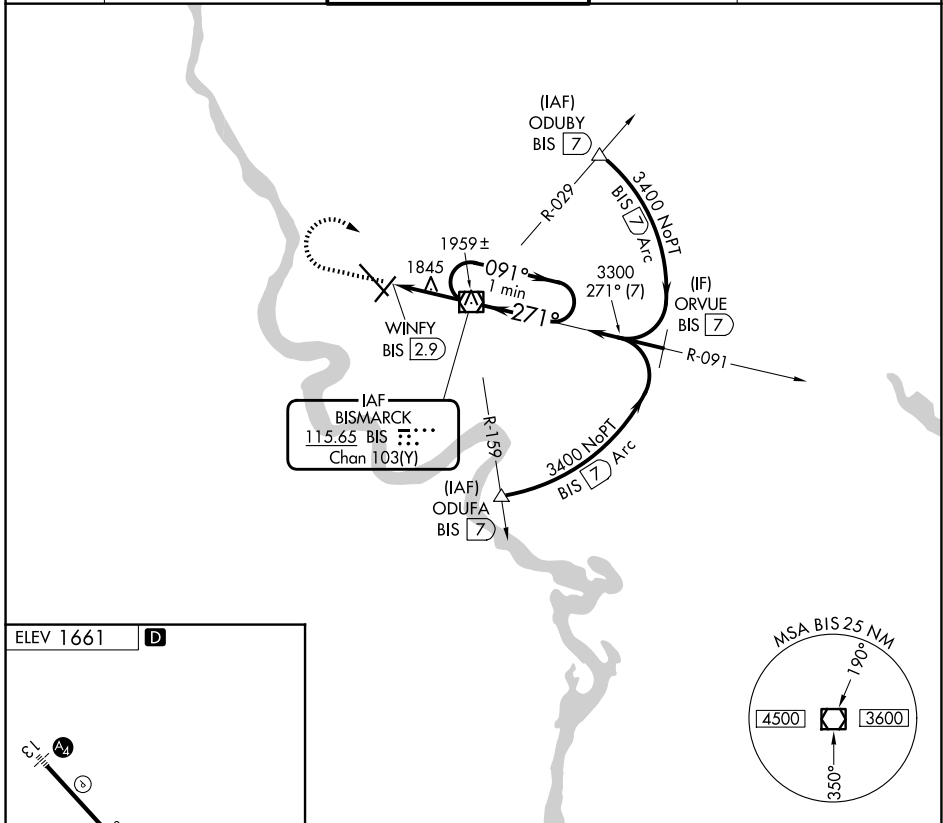 (IAF)
ODUBY
BIS 7
R-029
3400 NoPT
BIS 7 Arc
1959 ±
1845
091°
1 min
271°
3300
271° (7)
(IF)
ORVUE
BIS 7
R-091
WINFY
BIS 2.9
IAF
BISMARCK
115.65 BIS
Chan 103(Y)
R-159
3400 NoPT
BIS 7 Arc
(IAF)
ODUFA
BIS 7
ELEV 1661 D
13
A4
P
MSA BIS 25 NM
190°
4500
3600
350°